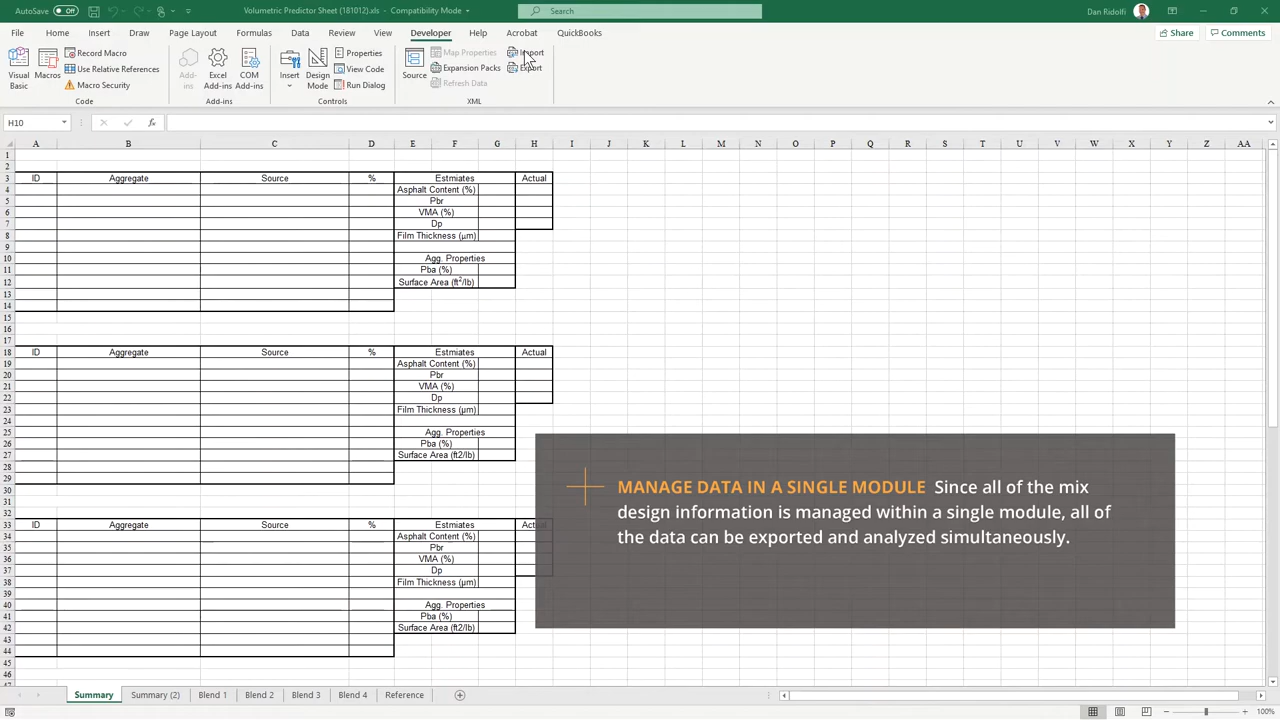 AutoSave Off Volumetric Predictor Sheet (181012).xls - Compatibility Mode Search Dan Ridolfi
File Home Insert Draw Page Layout Formulas Data Review View Developer Help Acrobat QuickBooks Share Comments
Visual Basic
Macros
Record Macro
Use Relative References
Macro Security
Code
Add-ins
Excel Add-ins
COM Add-ins
Add-ins
Insert
Design Mode
Properties
View Code
Run Dialog
Controls
Source
Map Properties
Expansion Packs
Refresh Data
Import
Export
XML
H10 fx
A B C D E F G H I J K L M N O P Q R S T U V W X Y Z AA
1
2
3 ID Aggregate Source % Estmiates Actual
4 Asphalt Content (%)
5 Pbr
6 VMA (%)
7 Dp
8 Film Thickness (µm)
9
10 Agg. Properties
11 Pba (%)
12 Surface Area (ft²/lb)
13
14
15
16
17
18 ID Aggregate Source % Estmiates Actual
19 Asphalt Content (%)
20 Pbr
21 VMA (%)
22 Dp
23 Film Thickness (µm)
24
25 Agg. Properties
26 Pba (%)
27 Surface Area (ft2/lb)
28
29
30
31
32
33 ID Aggregate Source % Estmiates Actual
34 Asphalt Content (%)
35 Pbr
36 VMA (%)
37 Dp
38 Film Thickness (µm)
39
40 Agg. Properties
41 Pba (%)
42 Surface Area (ft2/lb)
43
44
45
46
MANAGE DATA IN A SINGLE MODULE Since all of the mix
design information is managed within a single module, all of
the data can be exported and analyzed simultaneously.
Summary Summary (2) Blend 1 Blend 2 Blend 3 Blend 4 Reference
100%